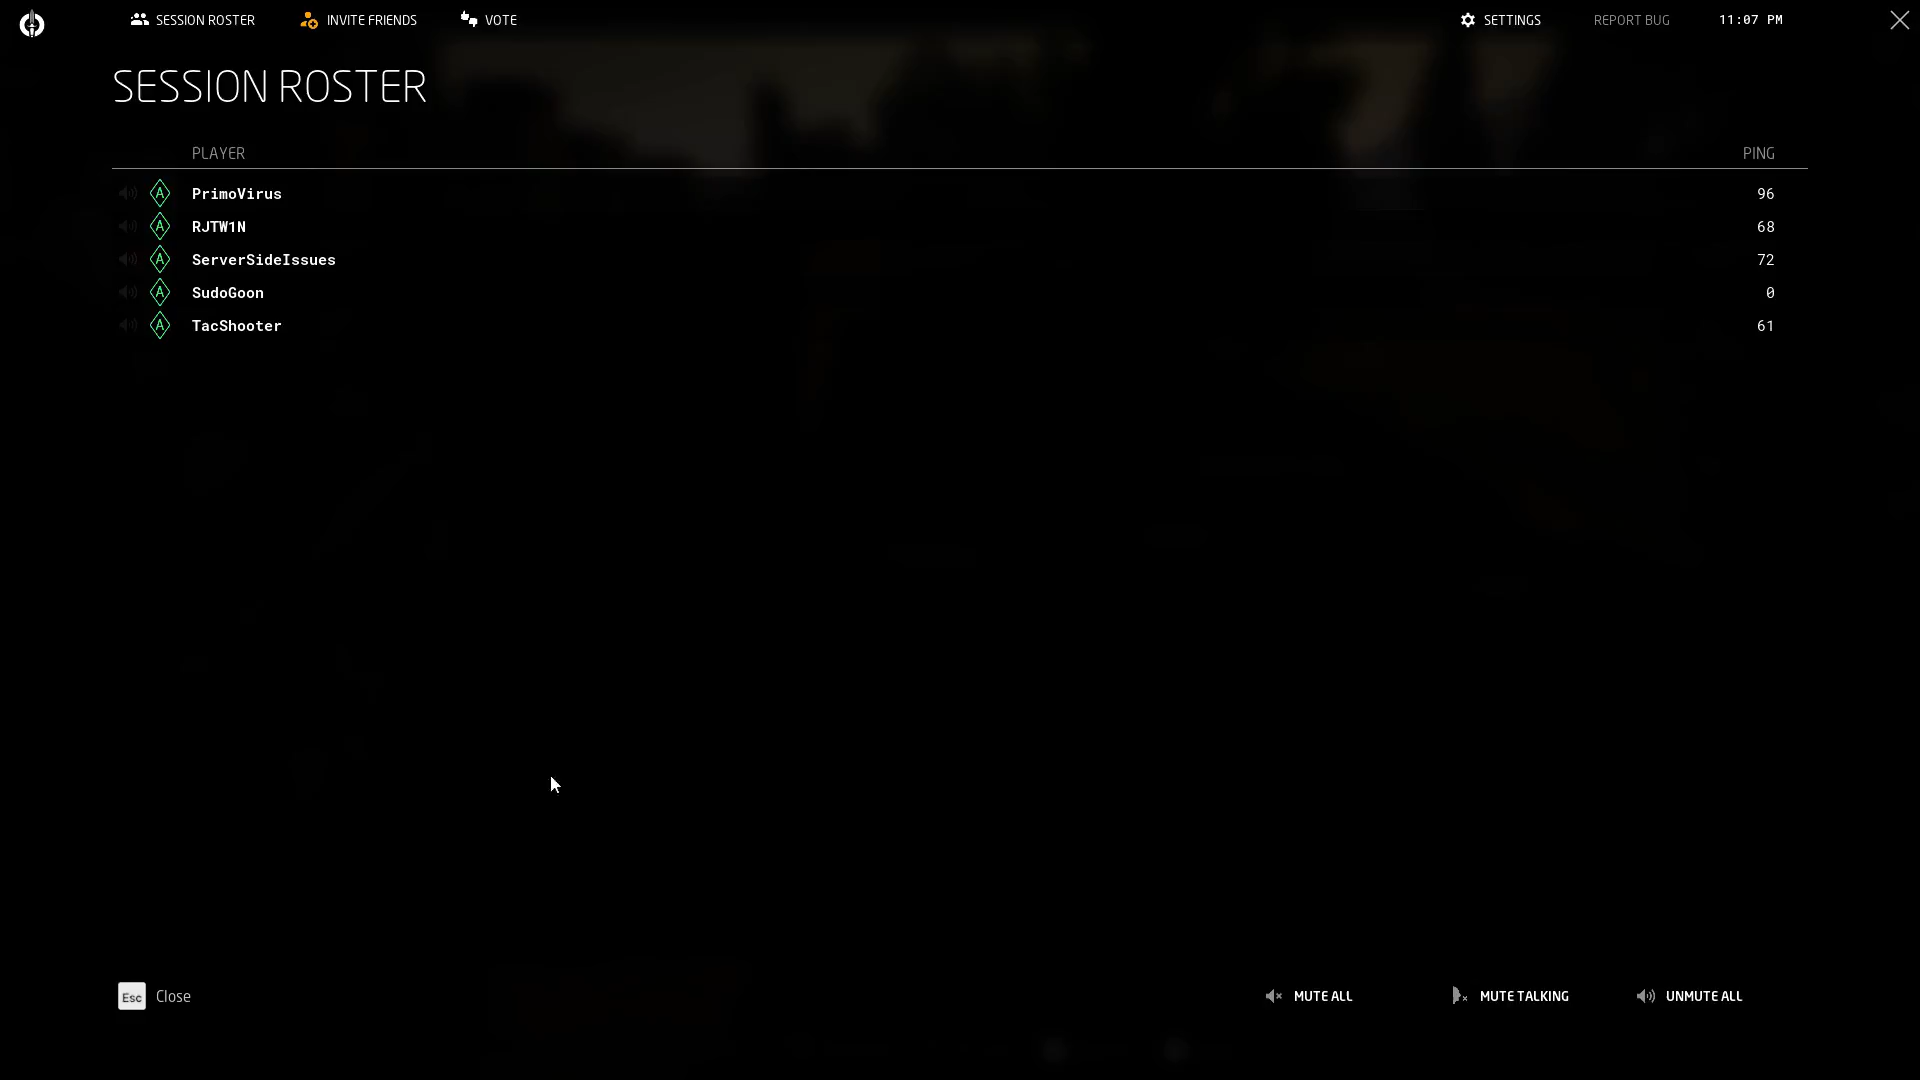 SESSION ROSTER INVITE FRIENDS VOTE SETTINGS REPORT BUG 11:07 PM
SESSION ROSTER
PLAYER PING
A PrimoVirus 96
A RJTW1N 68
A ServerSideIssues 72
A SudoGoon 0
A TacShooter 61
Esc Close MUTE ALL MUTE TALKING UNMUTE ALL